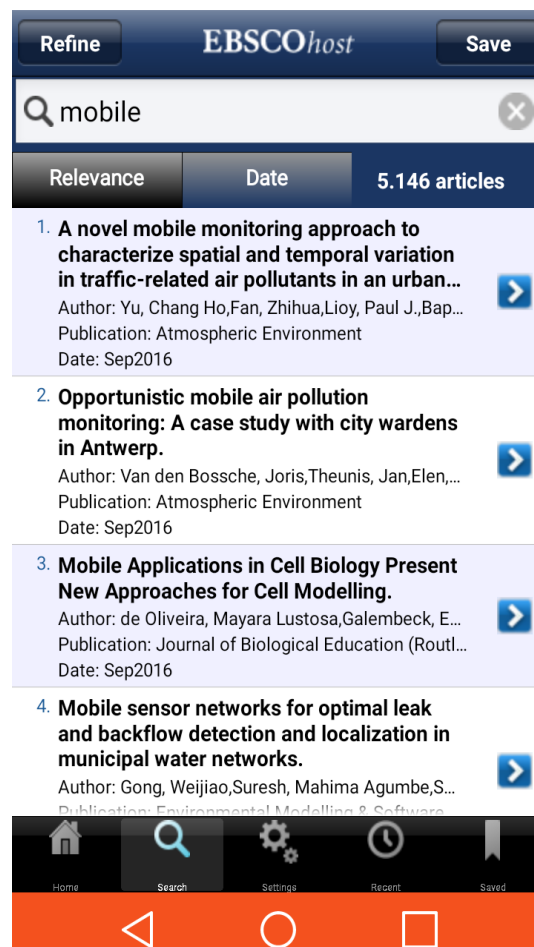 Refine
EBSCOhost
Save
mobile
Relevance
Date
5.146 articles
1. A novel mobile monitoring approach to
characterize spatial and temporal variation
in traffic-related air pollutants in an urban...
Author: Yu, Chang Ho,Fan, Zhihua,Lioy, Paul J.,Bap...
Publication: Atmospheric Environment
Date: Sep2016
2. Opportunistic mobile air pollution
monitoring: A case study with city wardens
in Antwerp.
Author: Van den Bossche, Joris,Theunis, Jan,Elen,...
Publication: Atmospheric Environment
Date: Sep2016
3. Mobile Applications in Cell Biology Present
New Approaches for Cell Modelling.
Author: de Oliveira, Mayara Lustosa,Galembeck, E...
Publication: Journal of Biological Education (Routl...
Date: Sep2016
4. Mobile sensor networks for optimal leak
and backflow detection and localization in
municipal water networks.
Author: Gong, Weijiao,Suresh, Mahima Agumbe,S...
Publication: Environmental Modelling & Software
Home
Search
Settings
Recent
Saved